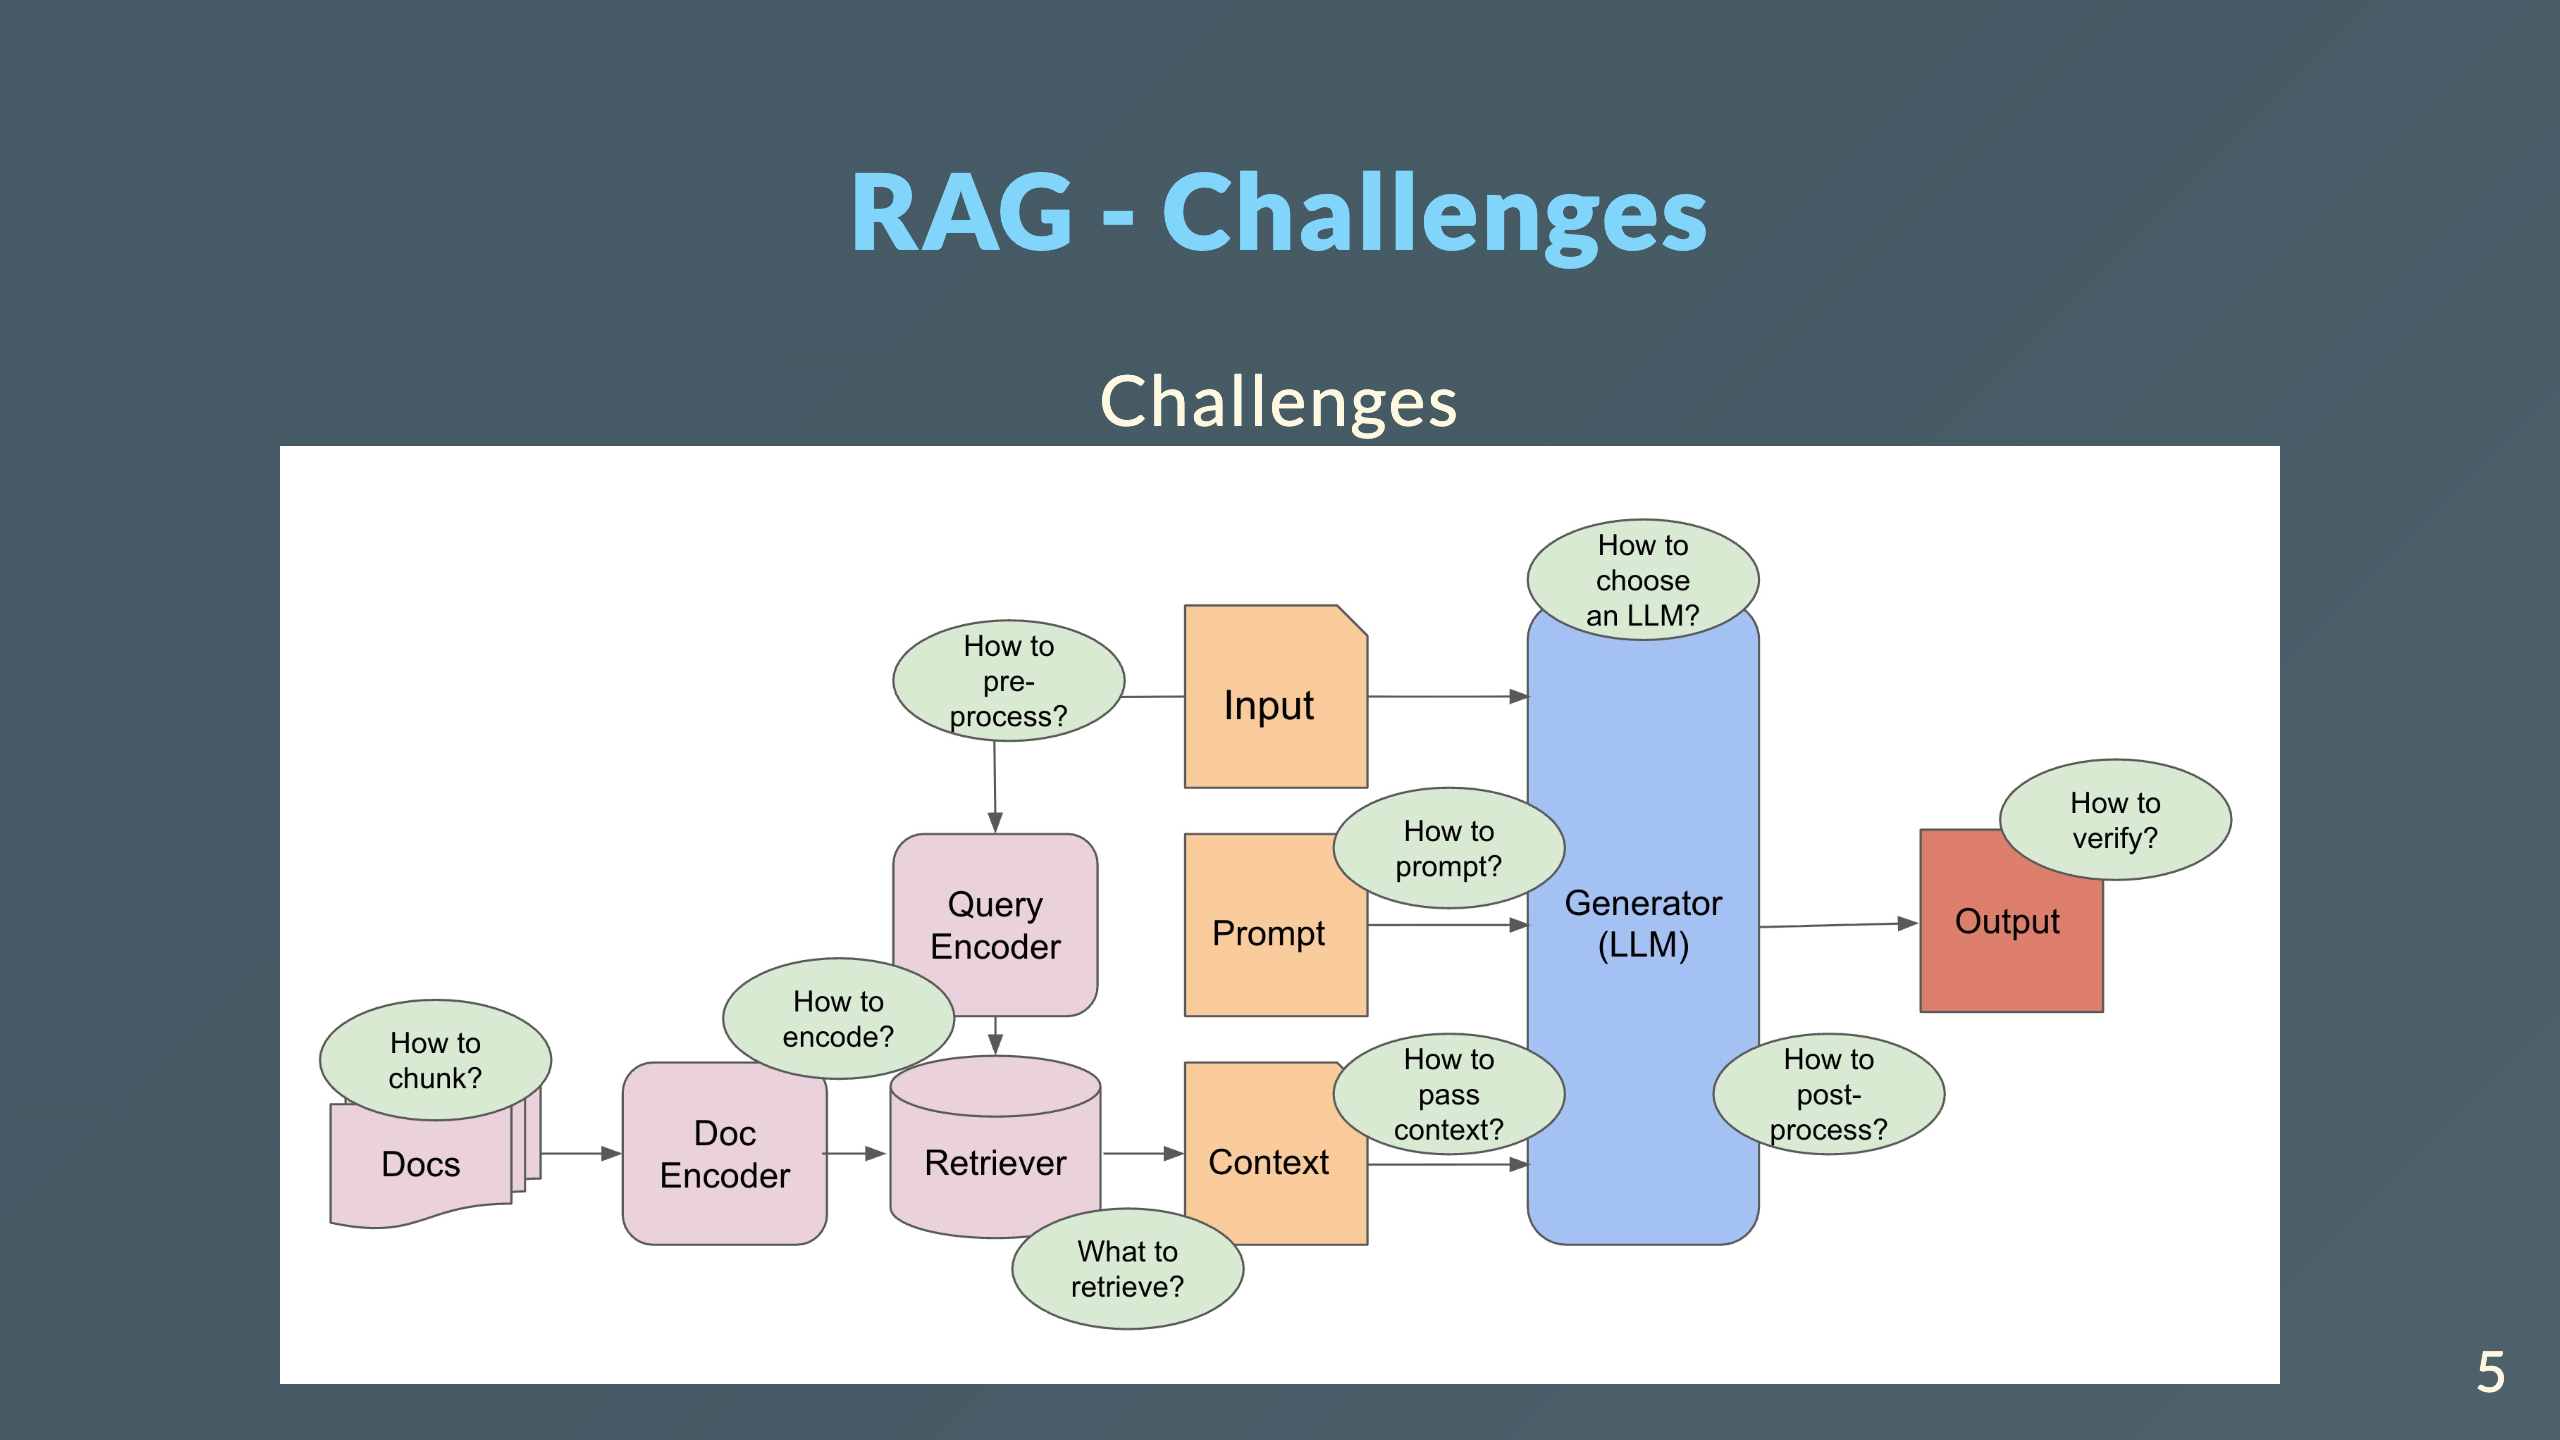 RAG - Challenges
Challenges
How to
choose
an LLM?
How to
pre-
process?
Input
How to
prompt?
How to
verify?
Query
Encoder
Prompt
Generator
(LLM)
Output
How to
encode?
How to
chunk?
How to
pass
context?
How to
post-
process?
Docs
Doc
Encoder
Retriever
Context
What to
retrieve?
5